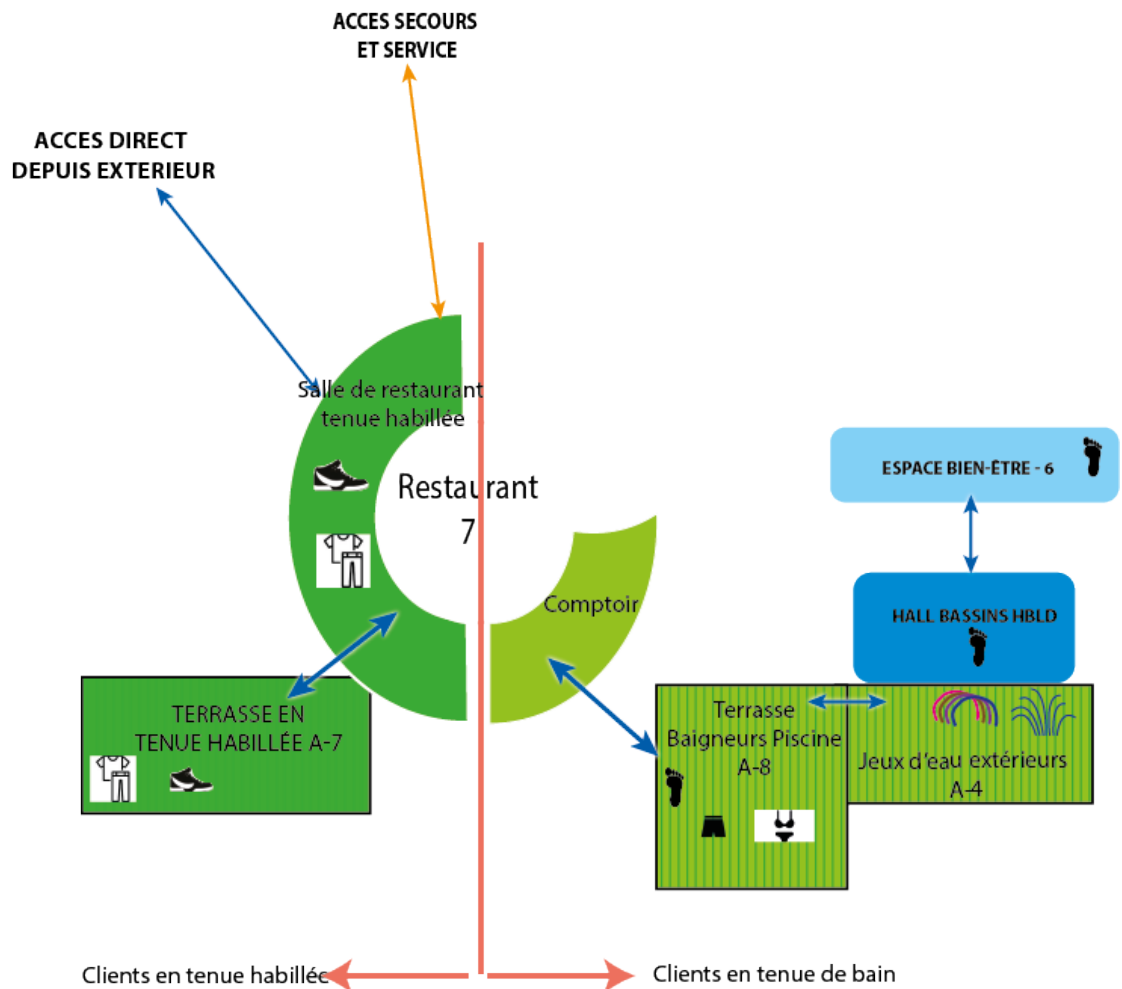 ACCES SECOURS
ET SERVICE
ACCES DIRECT
DEPUIS EXTERIEUR
Salle de restaurant
tenue habillée
Restaurant
7
ESPACE BIEN-ÊTRE - 6
Comptoir
HALL BASSINS HBLD
TERRASSE EN
TENUE HABILLÉE A-7
Terrasse
Baigneurs Piscine
A-8
Jeux d'eau extérieurs
A-4
Clients en tenue habillée
Clients en tenue de bain